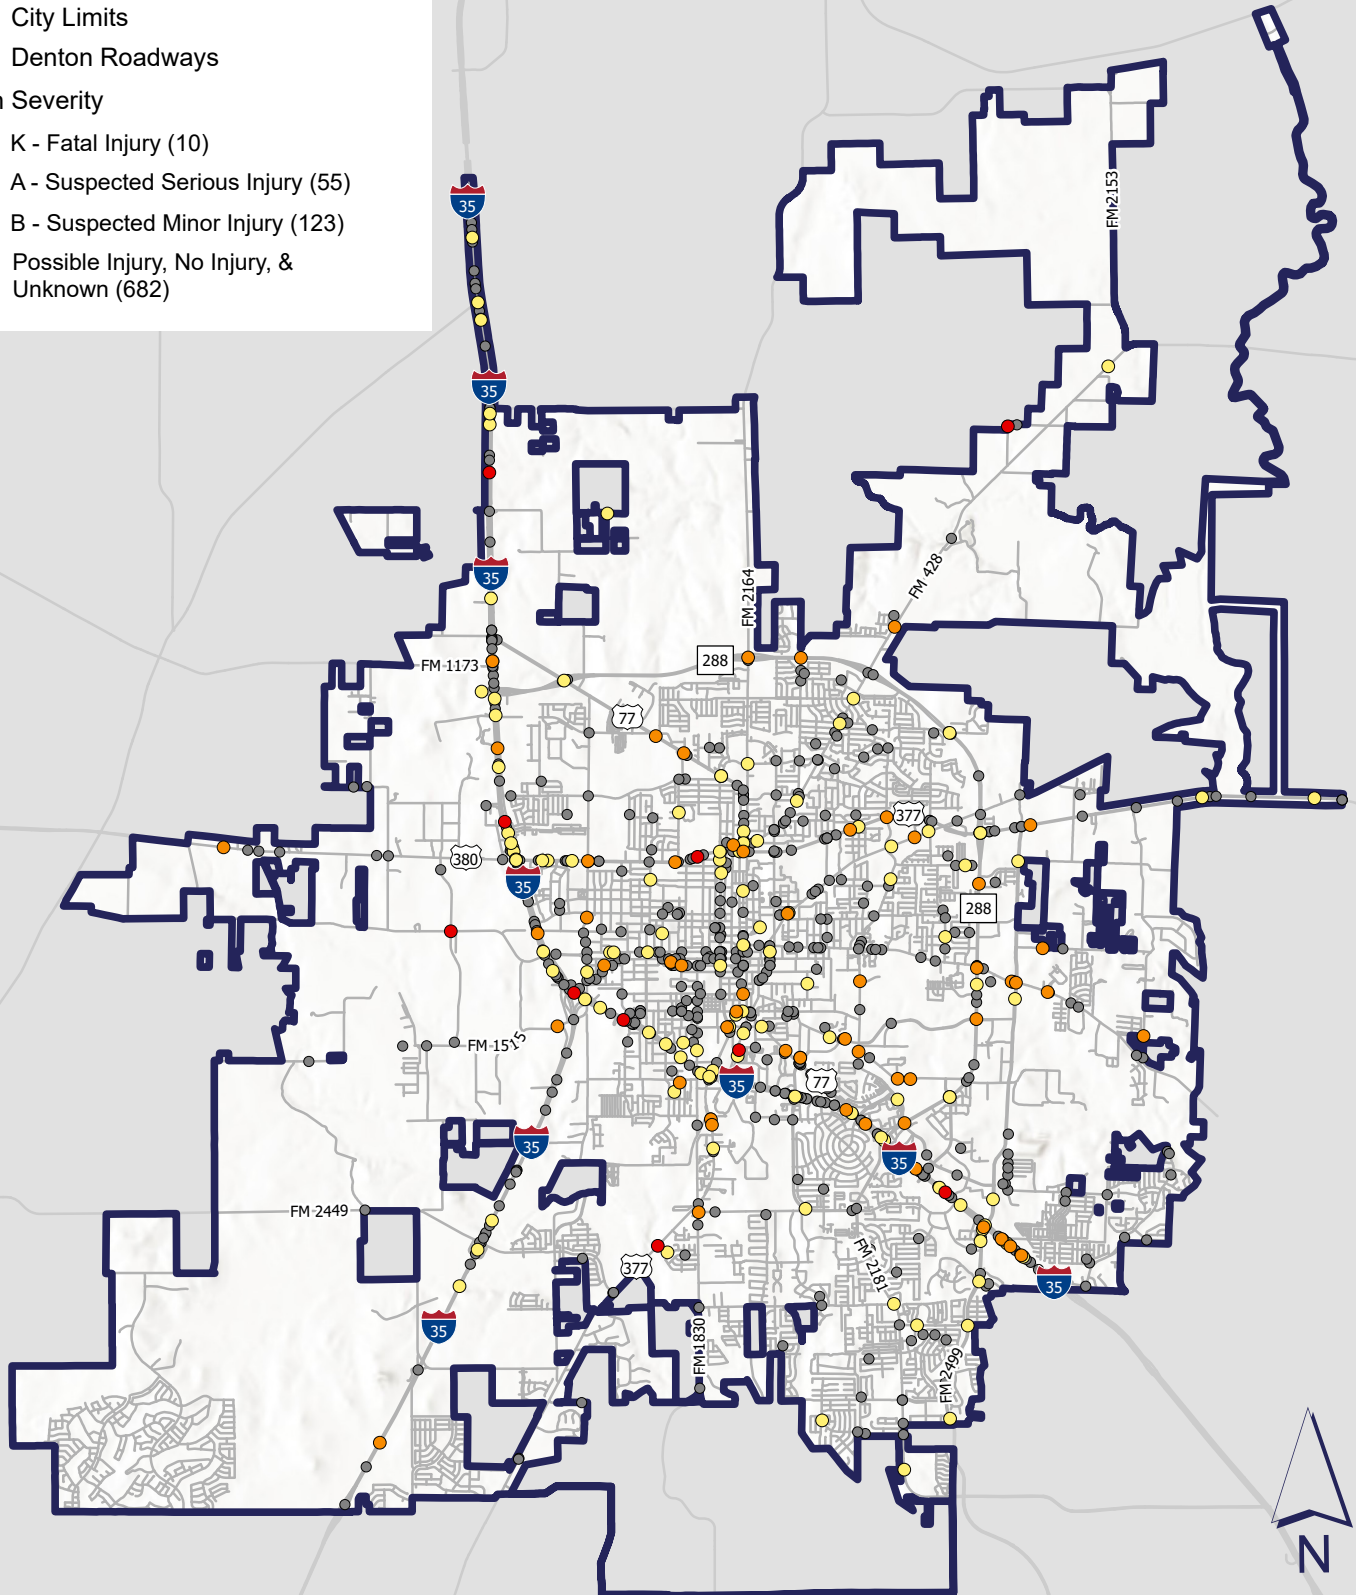 City Limits
Denton Roadways
Severity
K - Fatal Injury (10)
A - Suspected Serious Injury (55)
B - Suspected Minor Injury (123)
Possible Injury, No Injury, &
Unknown (682)
35
FM 2153
35
35
FM 2164
FM 428
FM 1173
288
77
377
380
35
288
FM 1515
35
77
35
35
FM 2449
FM 2181
377
35
35
FM 1830
FM 2499
N